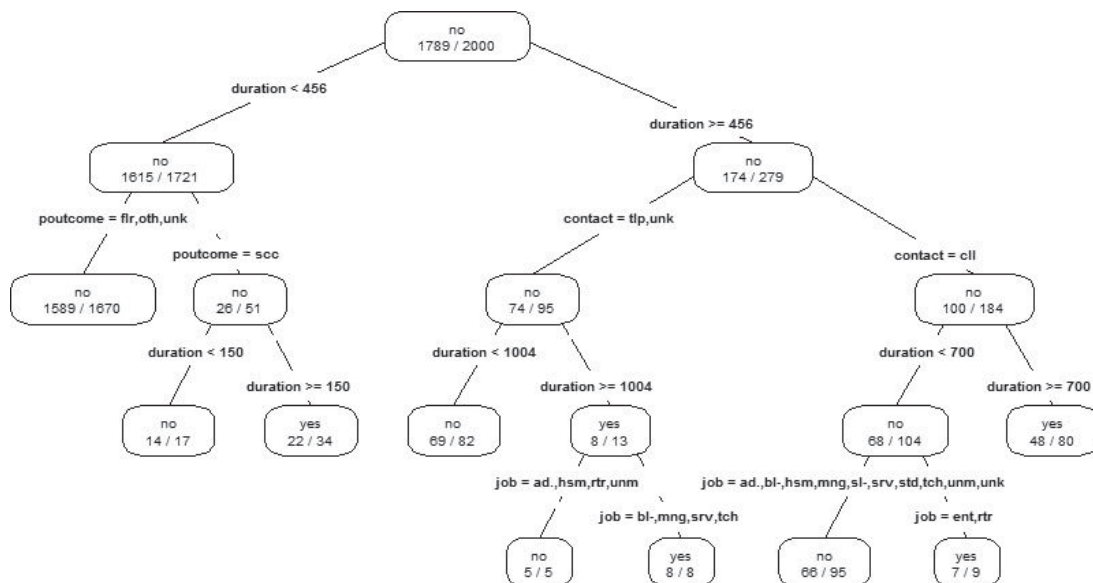 no
1789 / 2000
duration < 456
duration >= 456
no
1615 / 1721
no
174 / 279
poutcome = flr,oth,unk
contact = tlp,unk
poutcome = scc
contact = cll
no
1589 / 1670
no
26 / 51
no
74 / 95
no
100 / 184
duration < 150
duration < 1004
duration < 700
duration >= 150
duration >= 1004
duration >= 700
no
14 / 17
yes
22 / 34
no
69 / 82
yes
8 / 13
no
68 / 104
yes
48 / 80
job = ad.,hsm,rtr,unm
job = ad.,bl-,hsm,mng,sl-,srv,std,tch,unm,unk
job = bl-,mng,srv,tch
job = ent,rtr
no
5 / 5
yes
8 / 8
no
66 / 95
yes
7 / 9